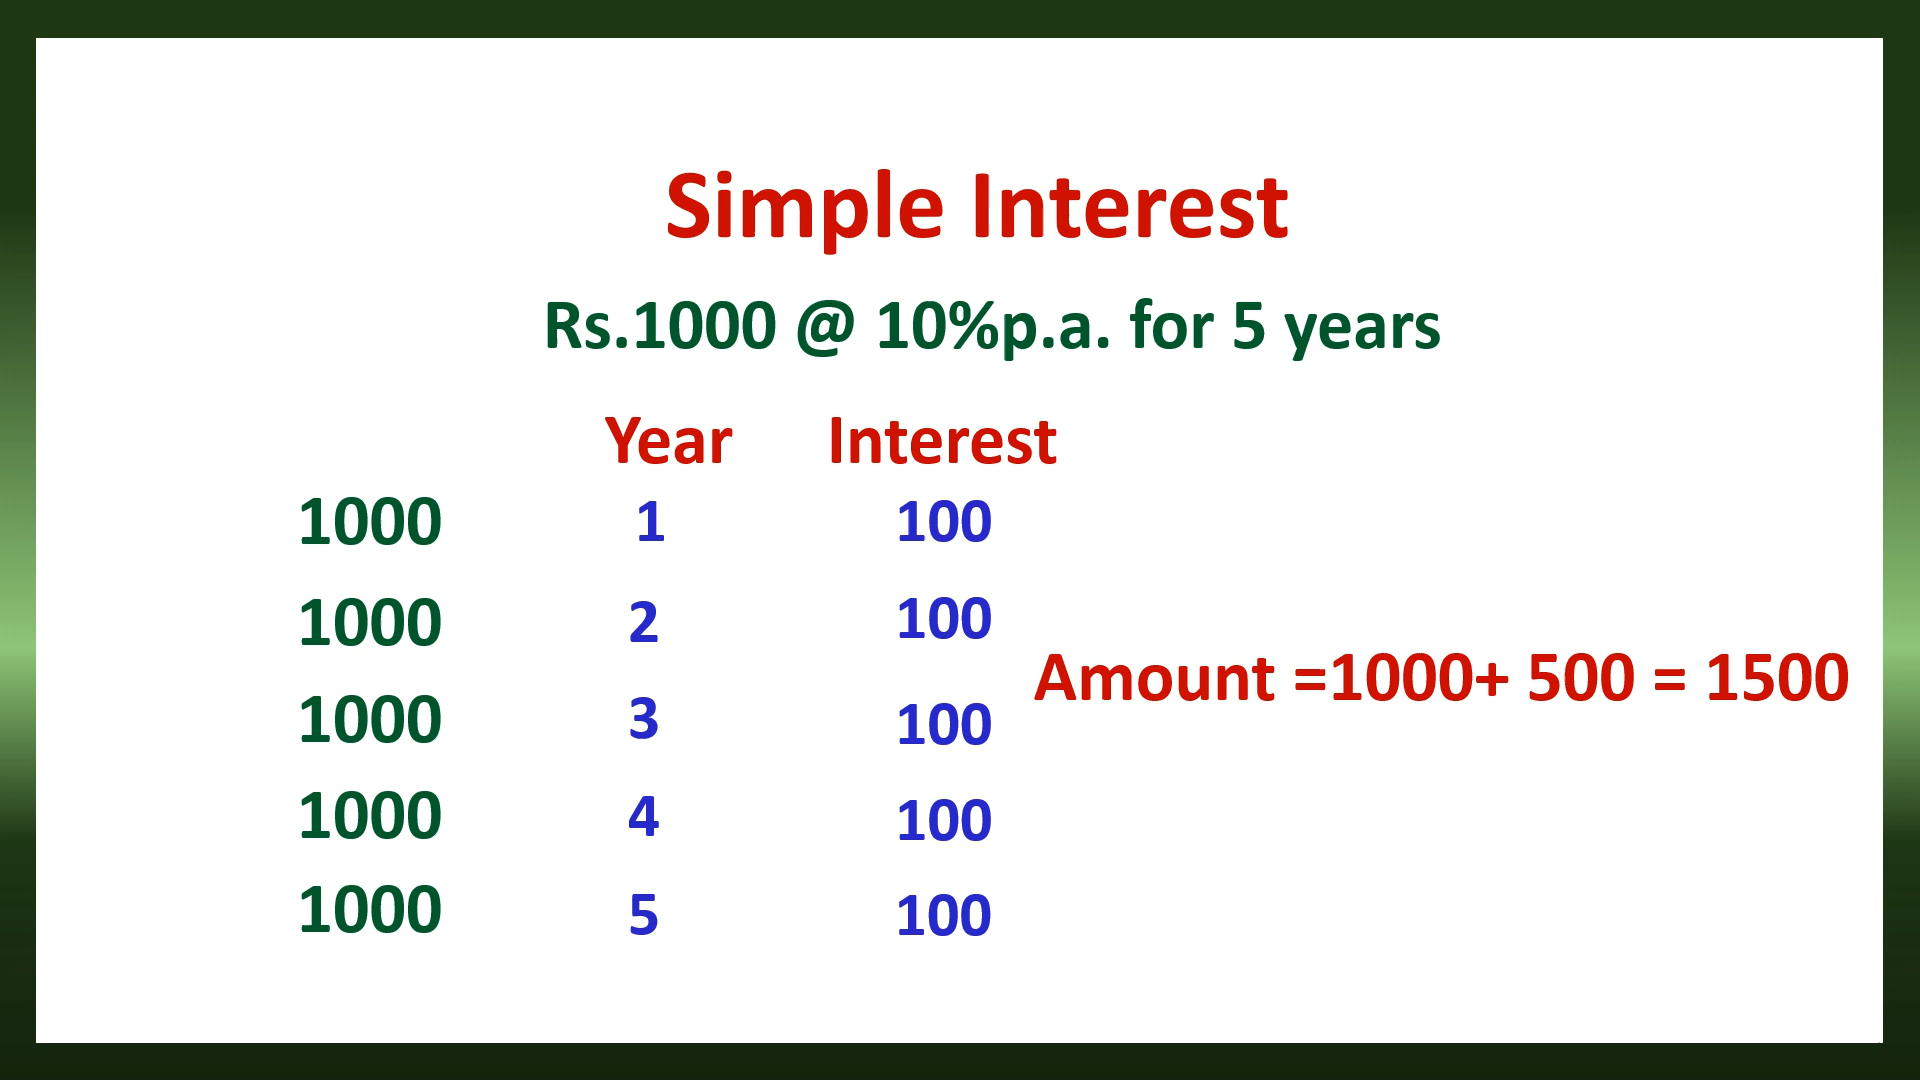 Simple Interest
Rs.1000 @ 10%p.a. for 5 years
Year Interest
1000 1 100
1000 2 100
Amount =1000+ 500 = 1500
1000 3 100
1000 4 100
1000 5 100